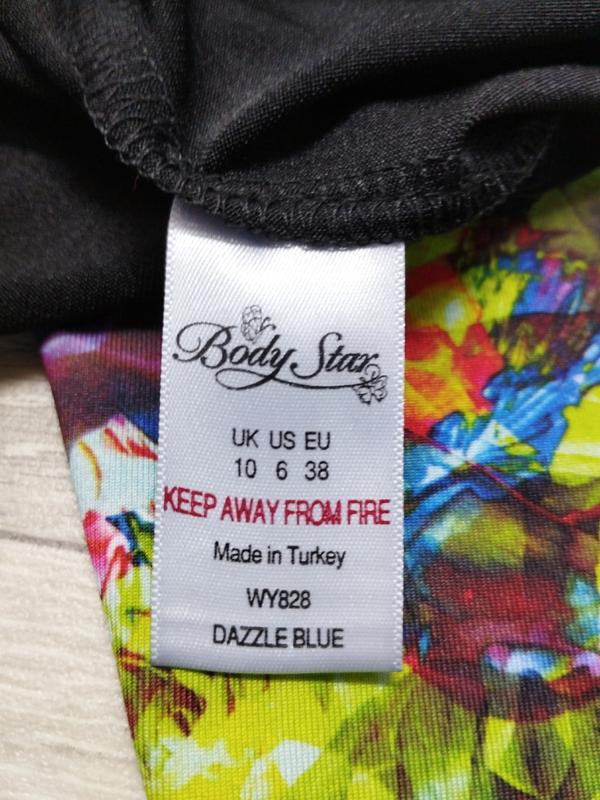 Body Star
UK US EU
10 6 38
KEEP AWAY FROM FIRE
Made in Turkey
WY828
DAZZLE BLUE